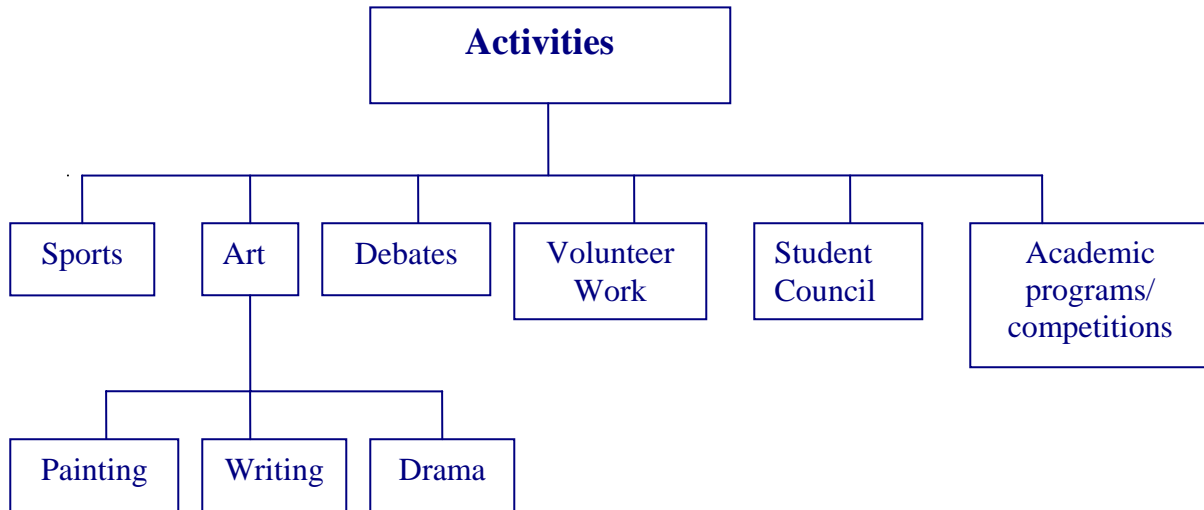 Activities
Sports
Art
Debates
Volunteer
Work
Student
Council
Academic
programs/
competitions
Painting
Writing
Drama